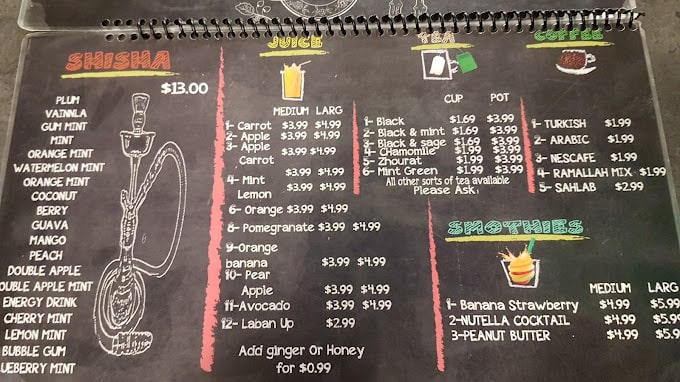 SHISHA
$13.00
PLUM
VAINNLA
GUM MINT
MINT
ORANGE MINT
WATERMELON MINT
ORANGE MINT
COCONUT
BERRY
GUAVA
MANGO
PEACH
DOUBLE APPLE
OUBLE APPLE MINT
ENERGY DRINK
CHERRY MINT
LEMON MINT
BUBBLE GUM
LUEBERRY MINT
JUICE
MEDIUM LARG
1- Carrot $3.99 $4.99
2- Apple $3.99 $4.99
3- Apple
Carrot $3.99 $4.99
4- Mint $3.99 $4.99
Lemon $3.99 $4.99
6- Orange $3.99 $4.99
8- Pomegranate $3.99 $4.99
9-Orange
banana $3.99 $4.99
10- Pear
Apple $3.99 $4.99
11-Avocado $3.99 $4.99
12- Laban Up $2.99
Add ginger Or Honey
for $0.99
TEA
CUP POT
1- Black $1.69 $3.99
2- Black & mint $1.69 $3.99
3- Black & sage $1.69 $3.99
4- CHamomile $1.99 $3.99
5- Zhourat $1.99 $3.99
6- Mint Green $1.99 $3.99
All other sorts of tea available
Please Ask
COFFEE
1- TURKISH $1.99
2- ARABIC $1.99
3- NESCAFE $1.99
4- RAMALLAH MIX $1.99
5- SAHLAB $2.99
SMOTHIES
MEDIUM LARG
1- Banana Strawberry $4.99 $5.99
2-NUTELLA COCKTAIL $4.99 $5.9
3-PEANUT BUTTER $4.99 $5.9